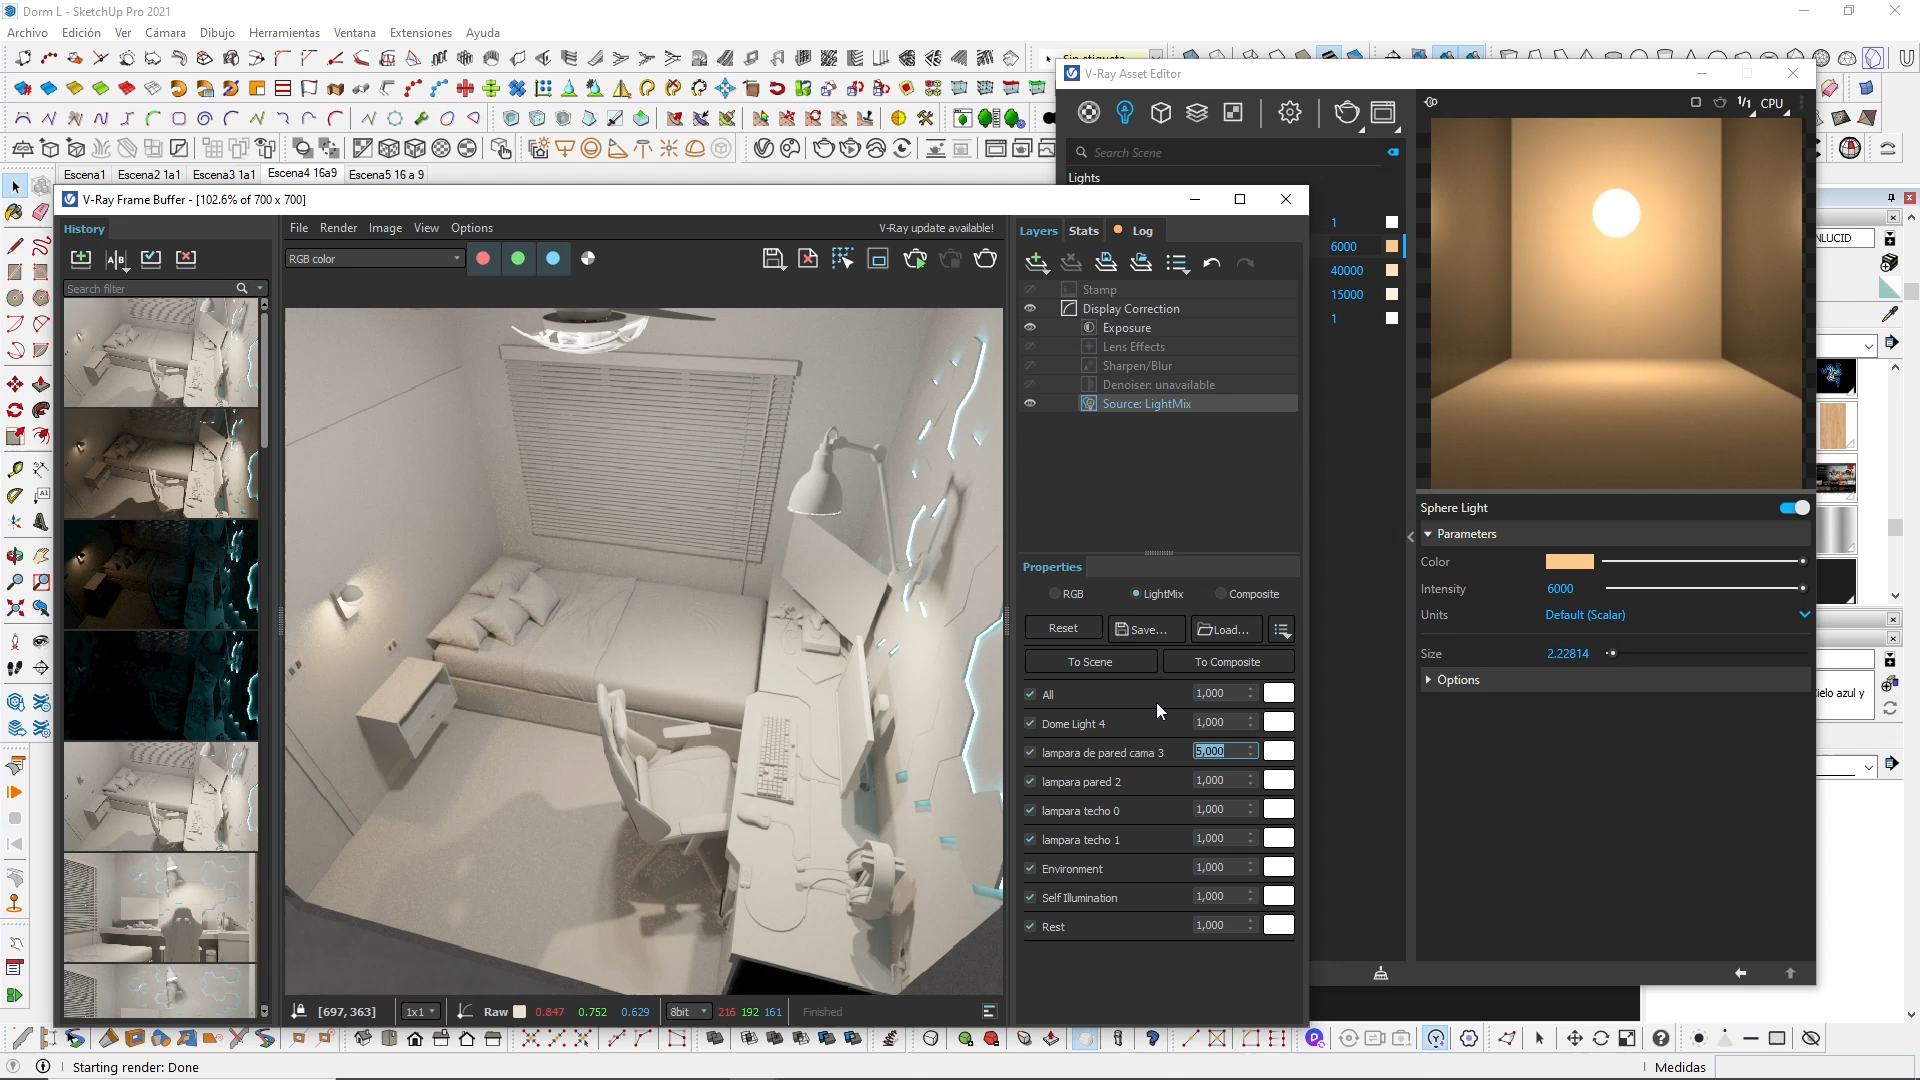 Dorm L - SketchUp Pro 2021
Archivo Edición Ver Cámara Dibujo Herramientas Ventana Extensiones Ayuda
V-Ray Asset Editor
1/1 CPU
Search Scene
Lights
Escena1 Escena2 1a1 Escena3 1a1 Escena4 16a9 Escena5 16 a 9
V-Ray Frame Buffer - [102.6% of 700 x 700]
History
File Render Image View Options
V-Ray update available!
Layers Stats Log
RGB color
Search filter
Stamp
Display Correction
Exposure
Lens Effects
Sharpen/Blur
Denoiser: unavailable
Source: LightMix
1
6000
40000
15000
1
Properties
RGB LightMix Composite
Reset Save... Load...
To Scene To Composite
All 1,000
Dome Light 4 1,000
lampara de pared cama 3 5,000
lampara pared 2 1,000
lampara techo 0 1,000
lampara techo 1 1,000
Environment 1,000
Self Illumination 1,000
Rest 1,000
Sphere Light
Parameters
Color
Intensity 6000
Units Default (Scalar)
Size 2.22814
Options
NLUCID
ielo azul y
[697, 363] 1x1 Raw 0.847 0.752 0.629 8bit 216 192 161 Finished
Starting render: Done
Medidas